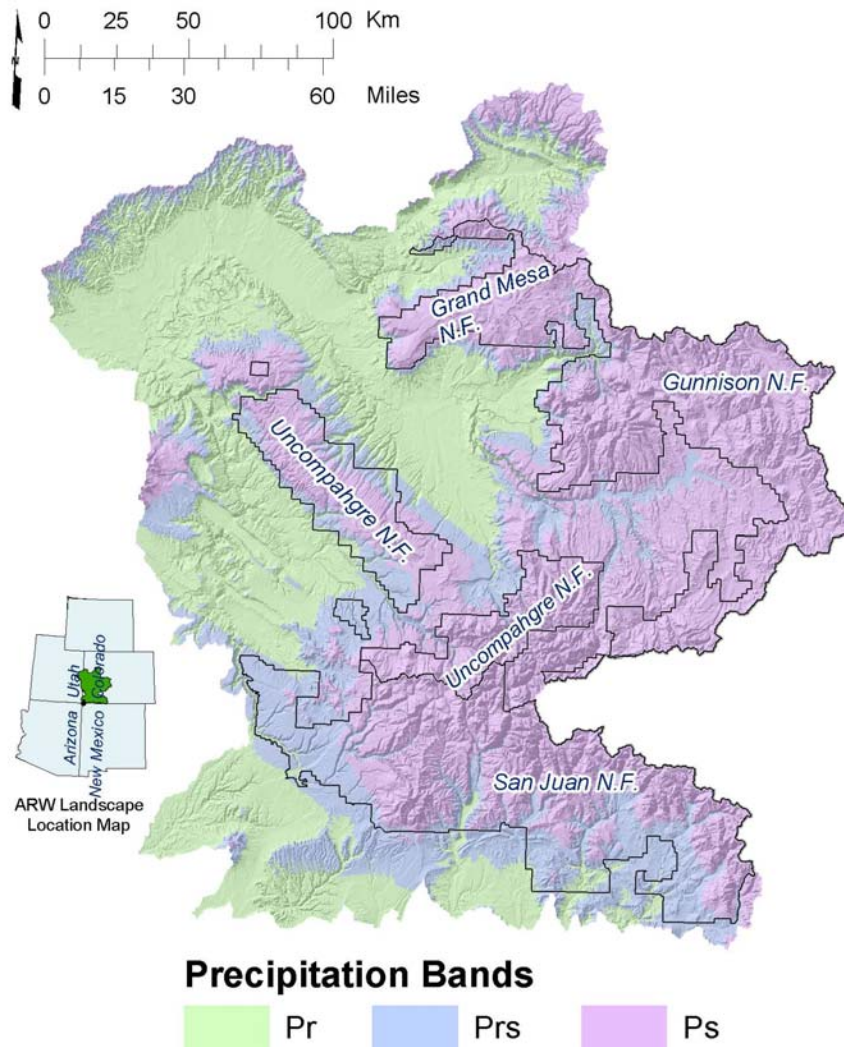 0 25 50 100 Km
N
0 15 30 60 Miles
Grand Mesa
N.F.
Gunnison N.F.
Uncompahgre N.F.
Uncompahgre N.F.
San Juan N.F.
Utah
Colorado
Arizona
New Mexico
ARW Landscape
Location Map
Precipitation Bands
Pr Prs Ps